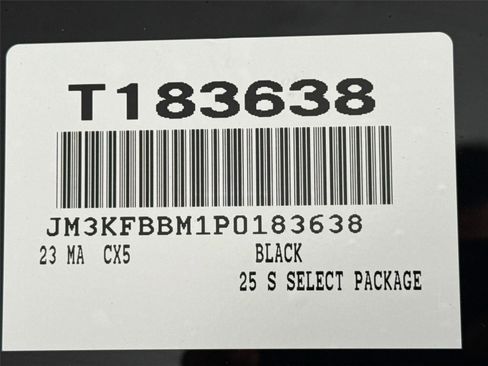 T183638
JM3KFBBM1P0183638
23 MA CX5 BLACK
25 S SELECT PACKAGE